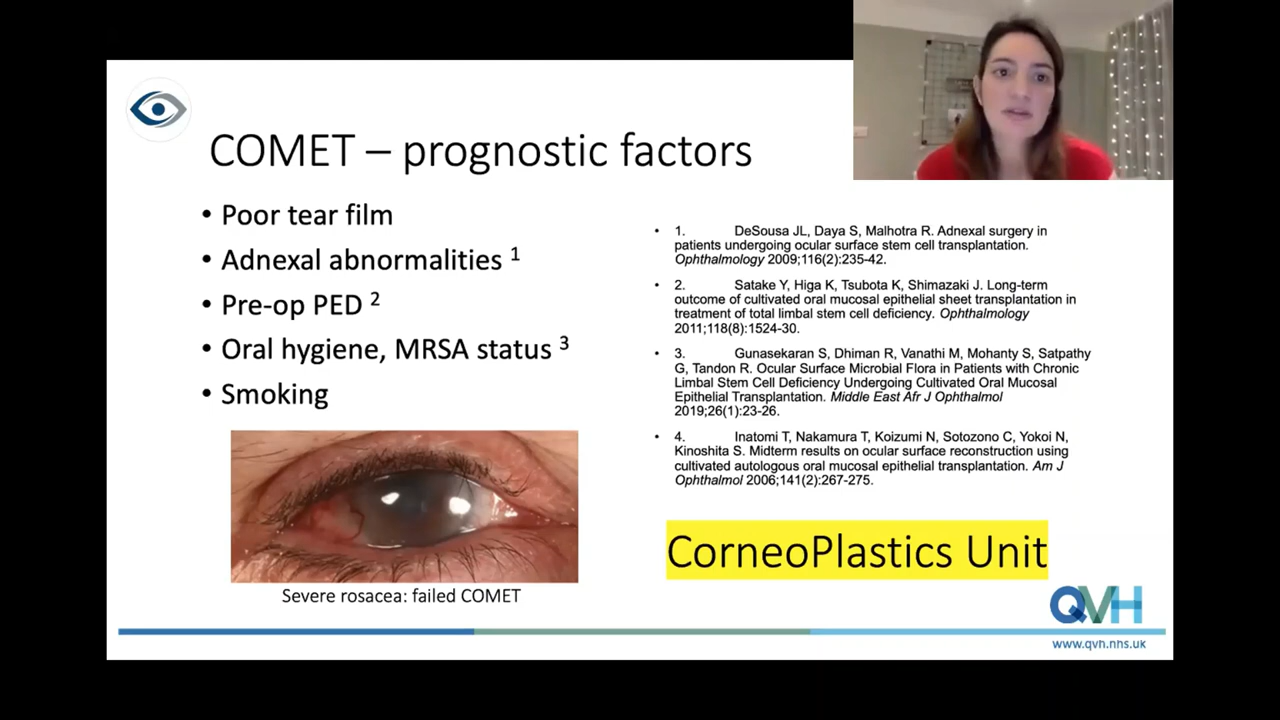 COMET – prognostic factors
• Poor tear film
• Adnexal abnormalities 1
• Pre-op PED 2
• Oral hygiene, MRSA status 3
• Smoking
Severe rosacea: failed COMET
• 1. DeSousa JL, Daya S, Malhotra R. Adnexal surgery in
patients undergoing ocular surface stem cell transplantation.
Ophthalmology 2009;116(2):235-42.
• 2. Satake Y, Higa K, Tsubota K, Shimazaki J. Long-term
outcome of cultivated oral mucosal epithelial sheet transplantation in
treatment of total limbal stem cell deficiency. Ophthalmology
2011;118(8):1524-30.
• 3. Gunasekaran S, Dhiman R, Vanathi M, Mohanty S, Satpathy
G, Tandon R. Ocular Surface Microbial Flora in Patients with Chronic
Limbal Stem Cell Deficiency Undergoing Cultivated Oral Mucosal
Epithelial Transplantation. Middle East Afr J Ophthalmol
2019;26(1):23-26.
• 4. Inatomi T, Nakamura T, Koizumi N, Sotozono C, Yokoi N,
Kinoshita S. Midterm results on ocular surface reconstruction using
cultivated autologous oral mucosal epithelial transplantation. Am J
Ophthalmol 2006;141(2):267-275.
CorneoPlastics Unit
QVH
www.qvh.nhs.uk